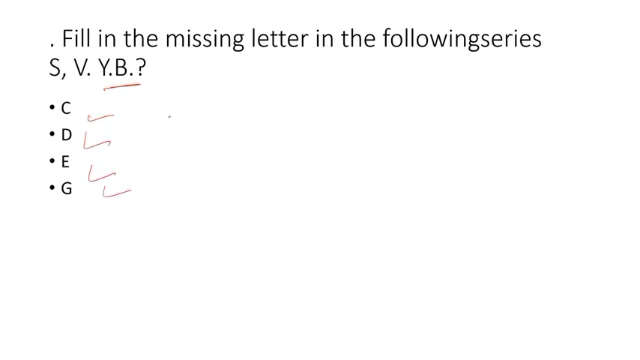 . Fill in the missing letter in the followingseries
S, V. Y.B.?
• C
• D
• E
• G